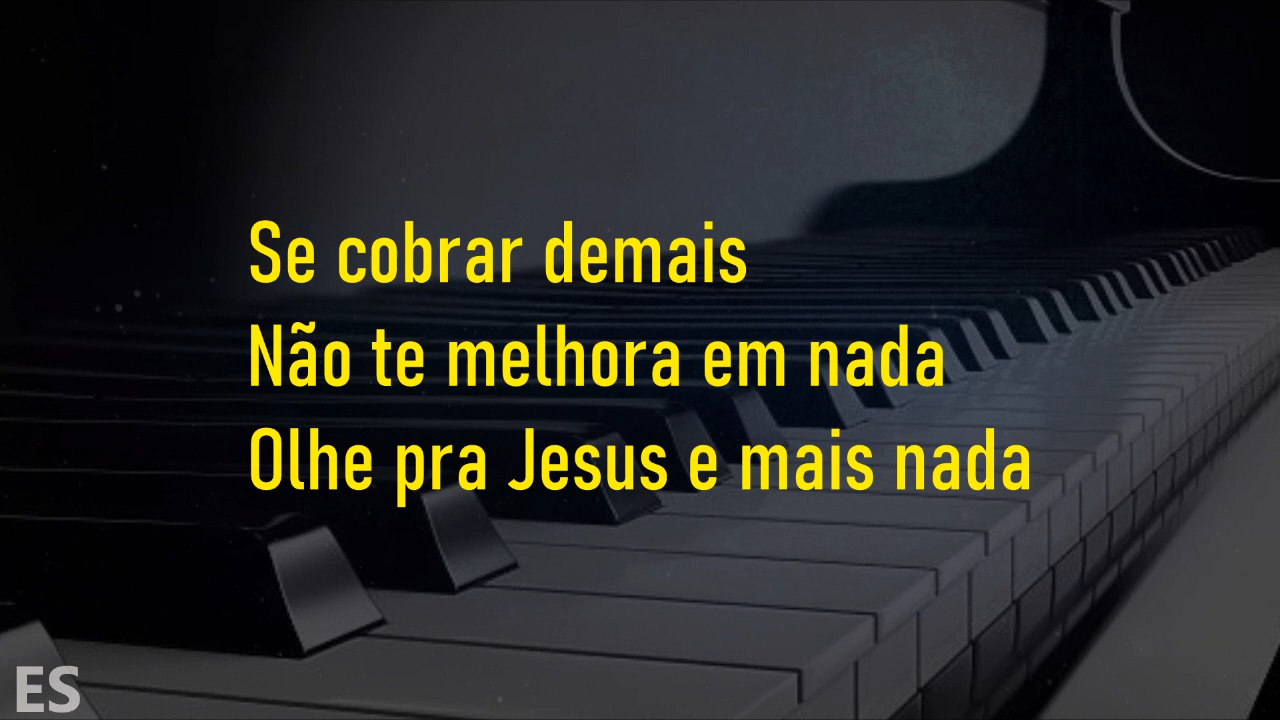 Se cobrar demais
Não te melhora em nada
Olhe pra Jesus e mais nada
ES